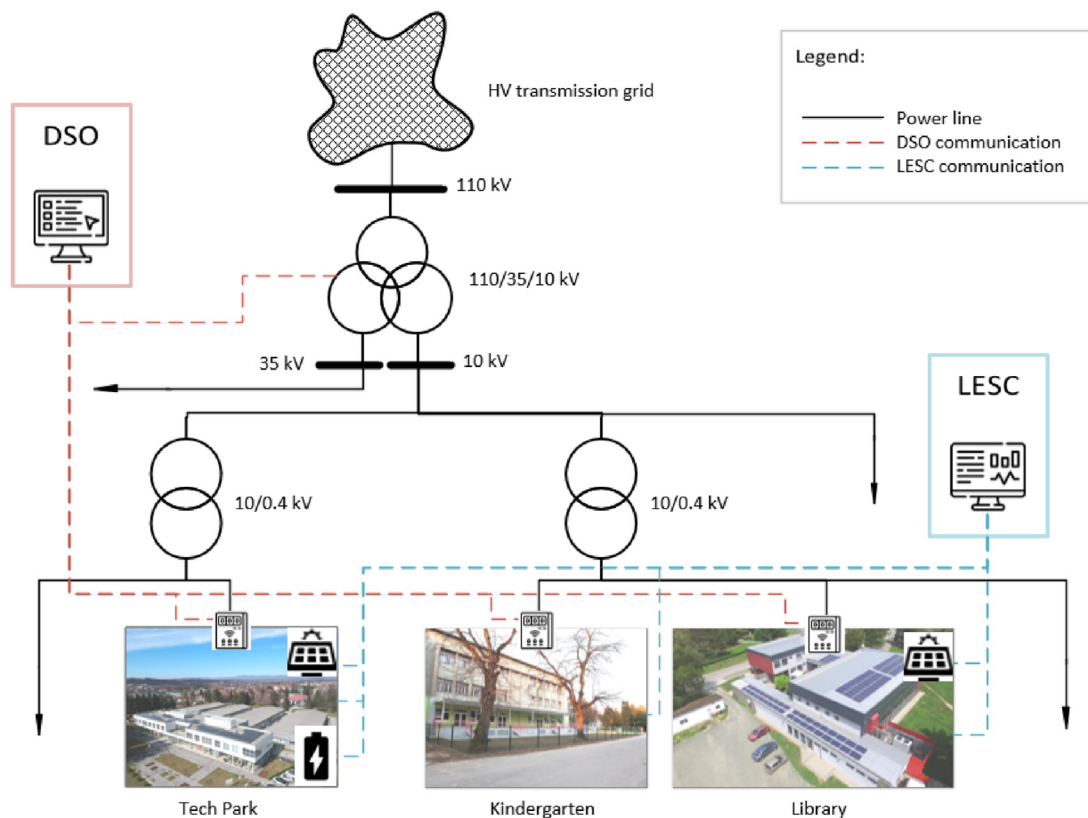 HV transmission grid
Legend:
Power line
DSO communication
LESC communication
DSO
110 kV
110/35/10 kV
35 kV
10 kV
LESC
10/0.4 kV
10/0.4 kV
Tech Park
Kindergarten
Library